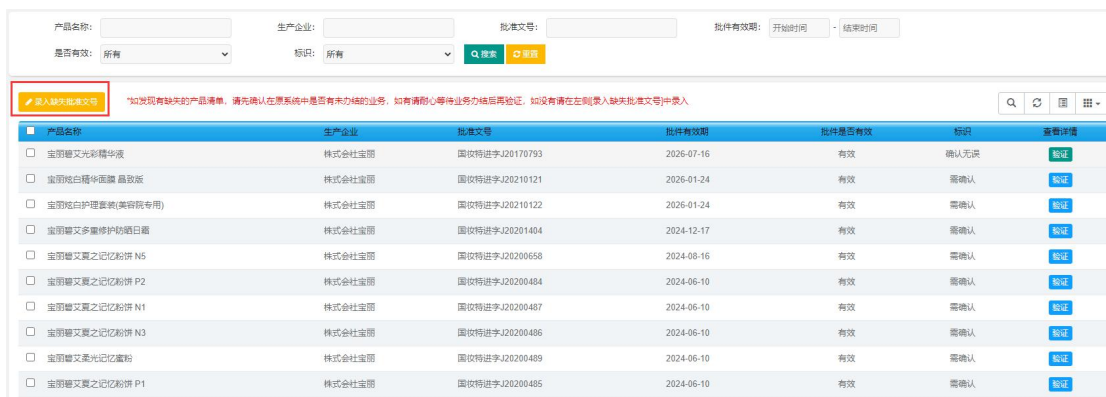 产品名称: 生产企业: 批准文号: 批件有效期: 开始时间 - 结束时间
是否有效: 所有 标识: 所有 搜索 重置
录入缺失批准文号 *如发现有缺失的产品清单，请先确认在原系统中是否有未办结的业务，如有请耐心等待业务办结后再验证，如没有请在左侧[录入缺失批准文号]中录入
产品名称 生产企业 批准文号 批件有效期 批件是否有效 标识 查看详情
宝丽碧艾光彩精华液 株式会社宝丽 国妆特进字J20170793 2026-07-16 有效 确认无误 验证
宝丽炫白精华面膜 晶致版 株式会社宝丽 国妆特进字J20210121 2026-01-24 有效 需确认 验证
宝丽炫白护理套装(美容院专用) 株式会社宝丽 国妆特进字J20210122 2026-01-24 有效 需确认 验证
宝丽碧艾多重修护防晒日霜 株式会社宝丽 国妆特进字J20201404 2024-12-17 有效 需确认 验证
宝丽碧艾夏之记忆粉饼 N5 株式会社宝丽 国妆特进字J20200658 2024-08-16 有效 需确认 验证
宝丽碧艾夏之记忆粉饼 P2 株式会社宝丽 国妆特进字J20200484 2024-06-10 有效 需确认 验证
宝丽碧艾夏之记忆粉饼 N1 株式会社宝丽 国妆特进字J20200487 2024-06-10 有效 需确认 验证
宝丽碧艾夏之记忆粉饼 N3 株式会社宝丽 国妆特进字J20200486 2024-06-10 有效 需确认 验证
宝丽碧艾柔光记忆蜜粉 株式会社宝丽 国妆特进字J20200489 2024-06-10 有效 需确认 验证
宝丽碧艾夏之记忆粉饼 P1 株式会社宝丽 国妆特进字J20200485 2024-06-10 有效 需确认 验证